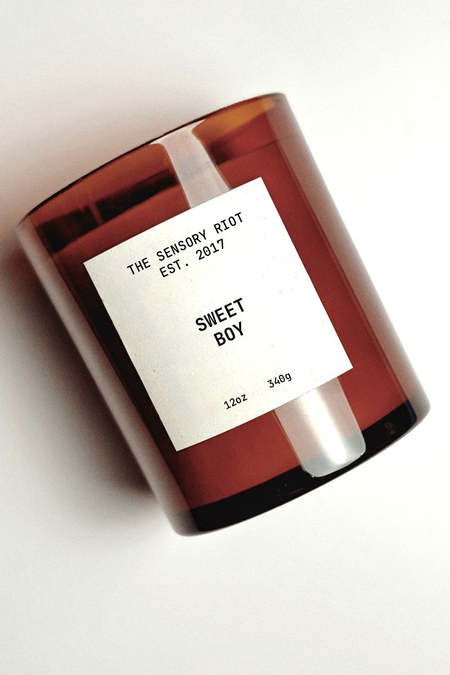 THE SENSORY RIOT
EST. 2017
SWEET
BOY
12oz 340g